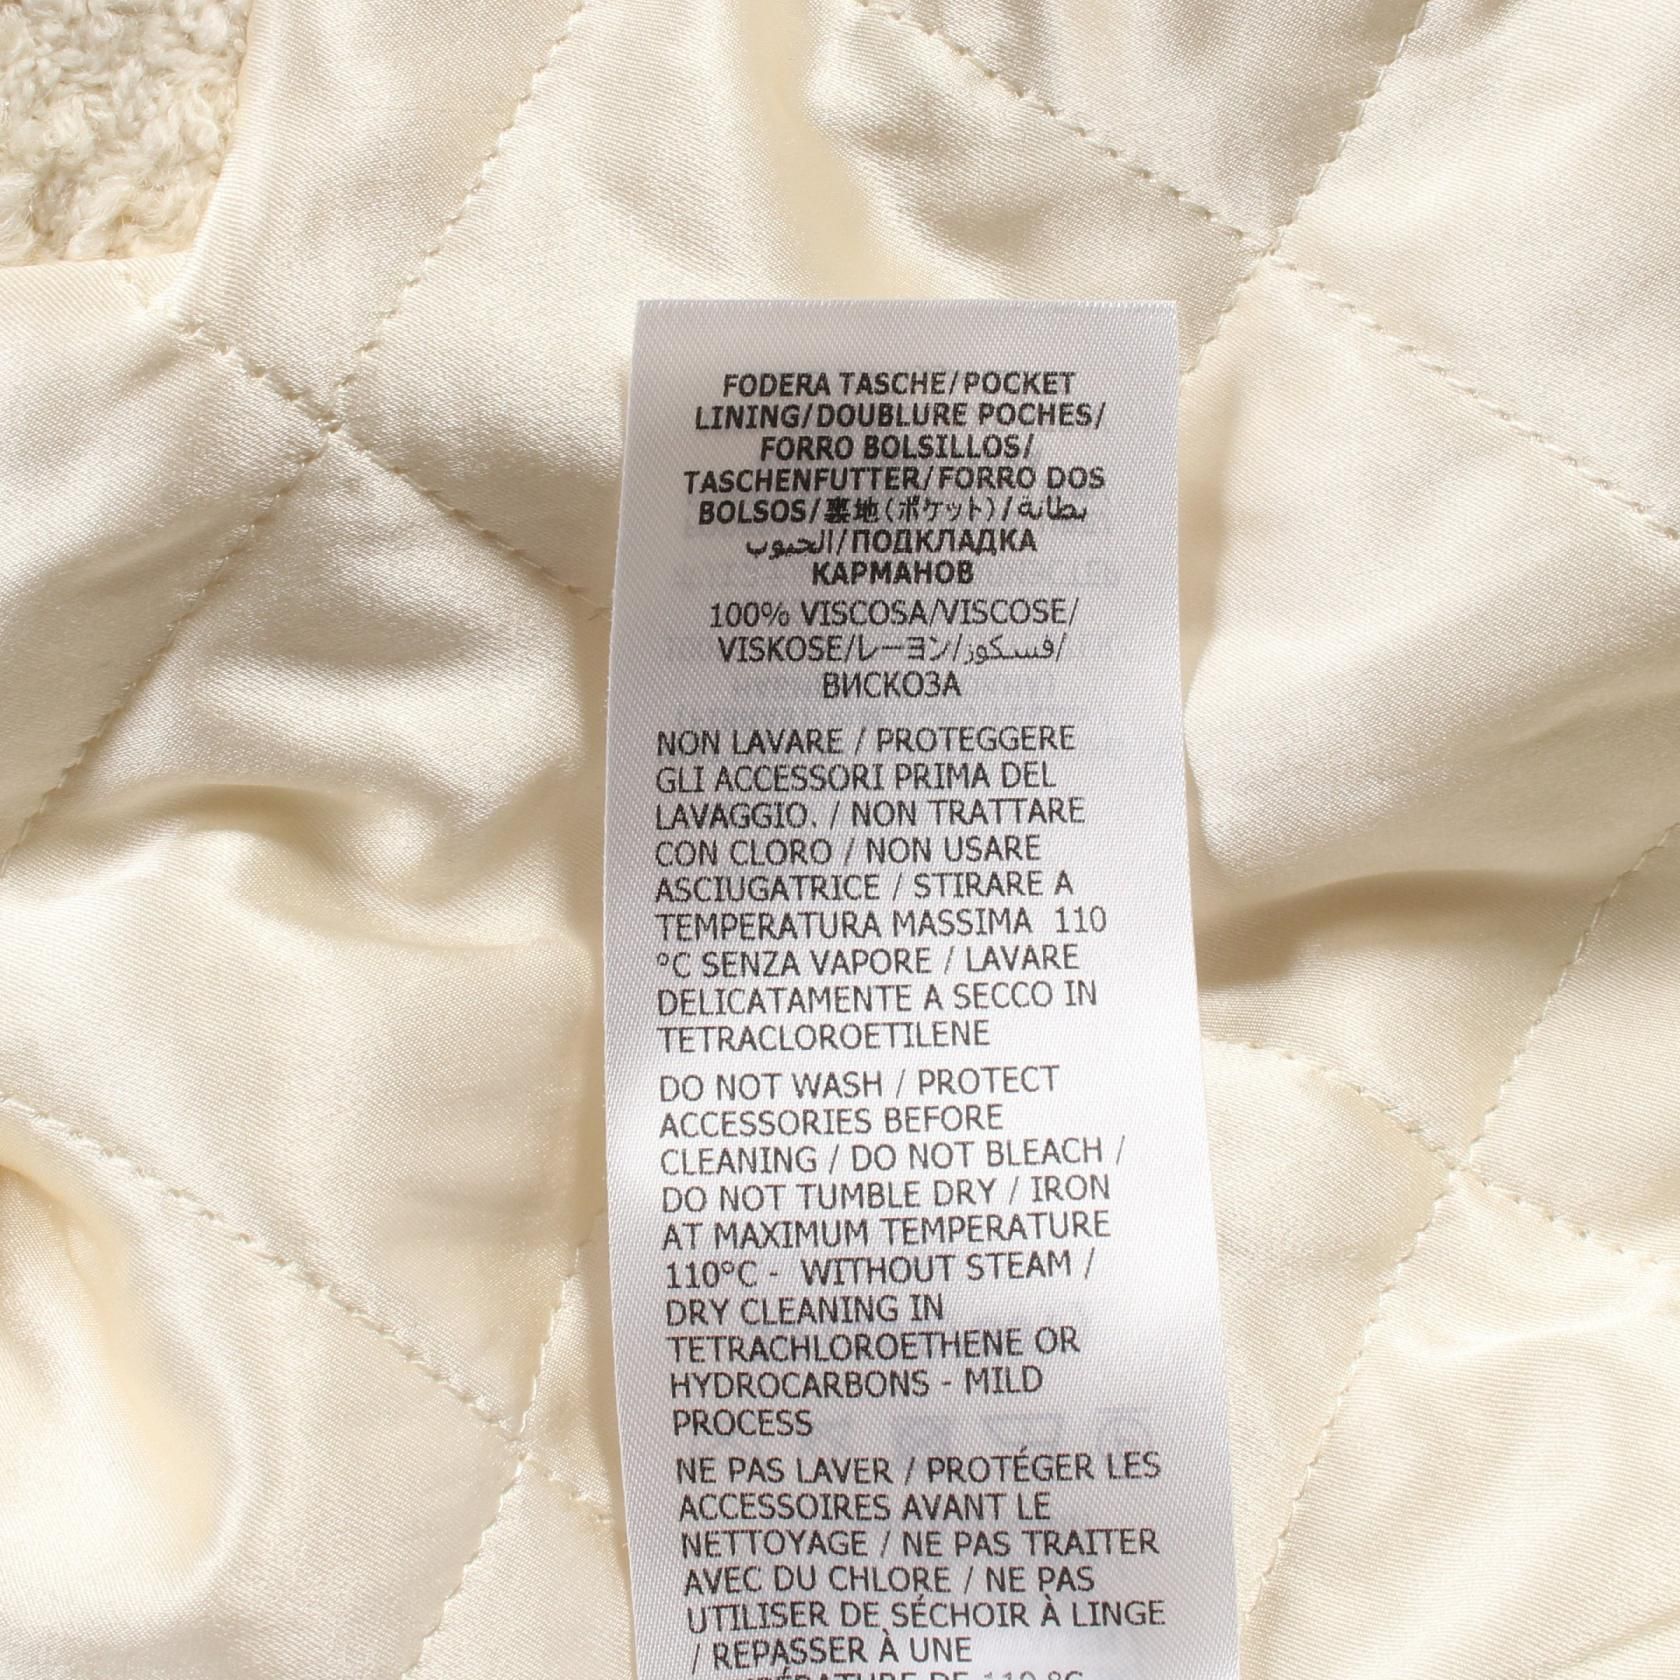 FODERA TASCHE/POCKET
LINING/DOUBLURE POCHES/
FORRO BOLSILLOS/
TASCHENFUTTER/FORRO DOS
BOLSOS/裏地(ポケット)/بطانة
الجيوب/ПОДКЛАДКА
КАРМАНОВ
100% VISCOSA/VISCOSE/
VISKOSE/レーヨン/فسكوز/
ВИСКОЗА
NON LAVARE / PROTEGGERE
GLI ACCESSORI PRIMA DEL
LAVAGGIO. / NON TRATTARE
CON CLORO / NON USARE
ASCIUGATRICE / STIRARE A
TEMPERATURA MASSIMA 110
°C SENZA VAPORE / LAVARE
DELICATAMENTE A SECCO IN
TETRACLOROETILENE
DO NOT WASH / PROTECT
ACCESSORIES BEFORE
CLEANING / DO NOT BLEACH /
DO NOT TUMBLE DRY / IRON
AT MAXIMUM TEMPERATURE
110°C - WITHOUT STEAM /
DRY CLEANING IN
TETRACHLOROETHENE OR
HYDROCARBONS - MILD
PROCESS
NE PAS LAVER / PROTÉGER LES
ACCESSOIRES AVANT LE
NETTOYAGE / NE PAS TRAITER
AVEC DU CHLORE / NE PAS
UTILISER DE SÉCHOIR À LINGE
/ REPASSER À UNE
DE 110 °C